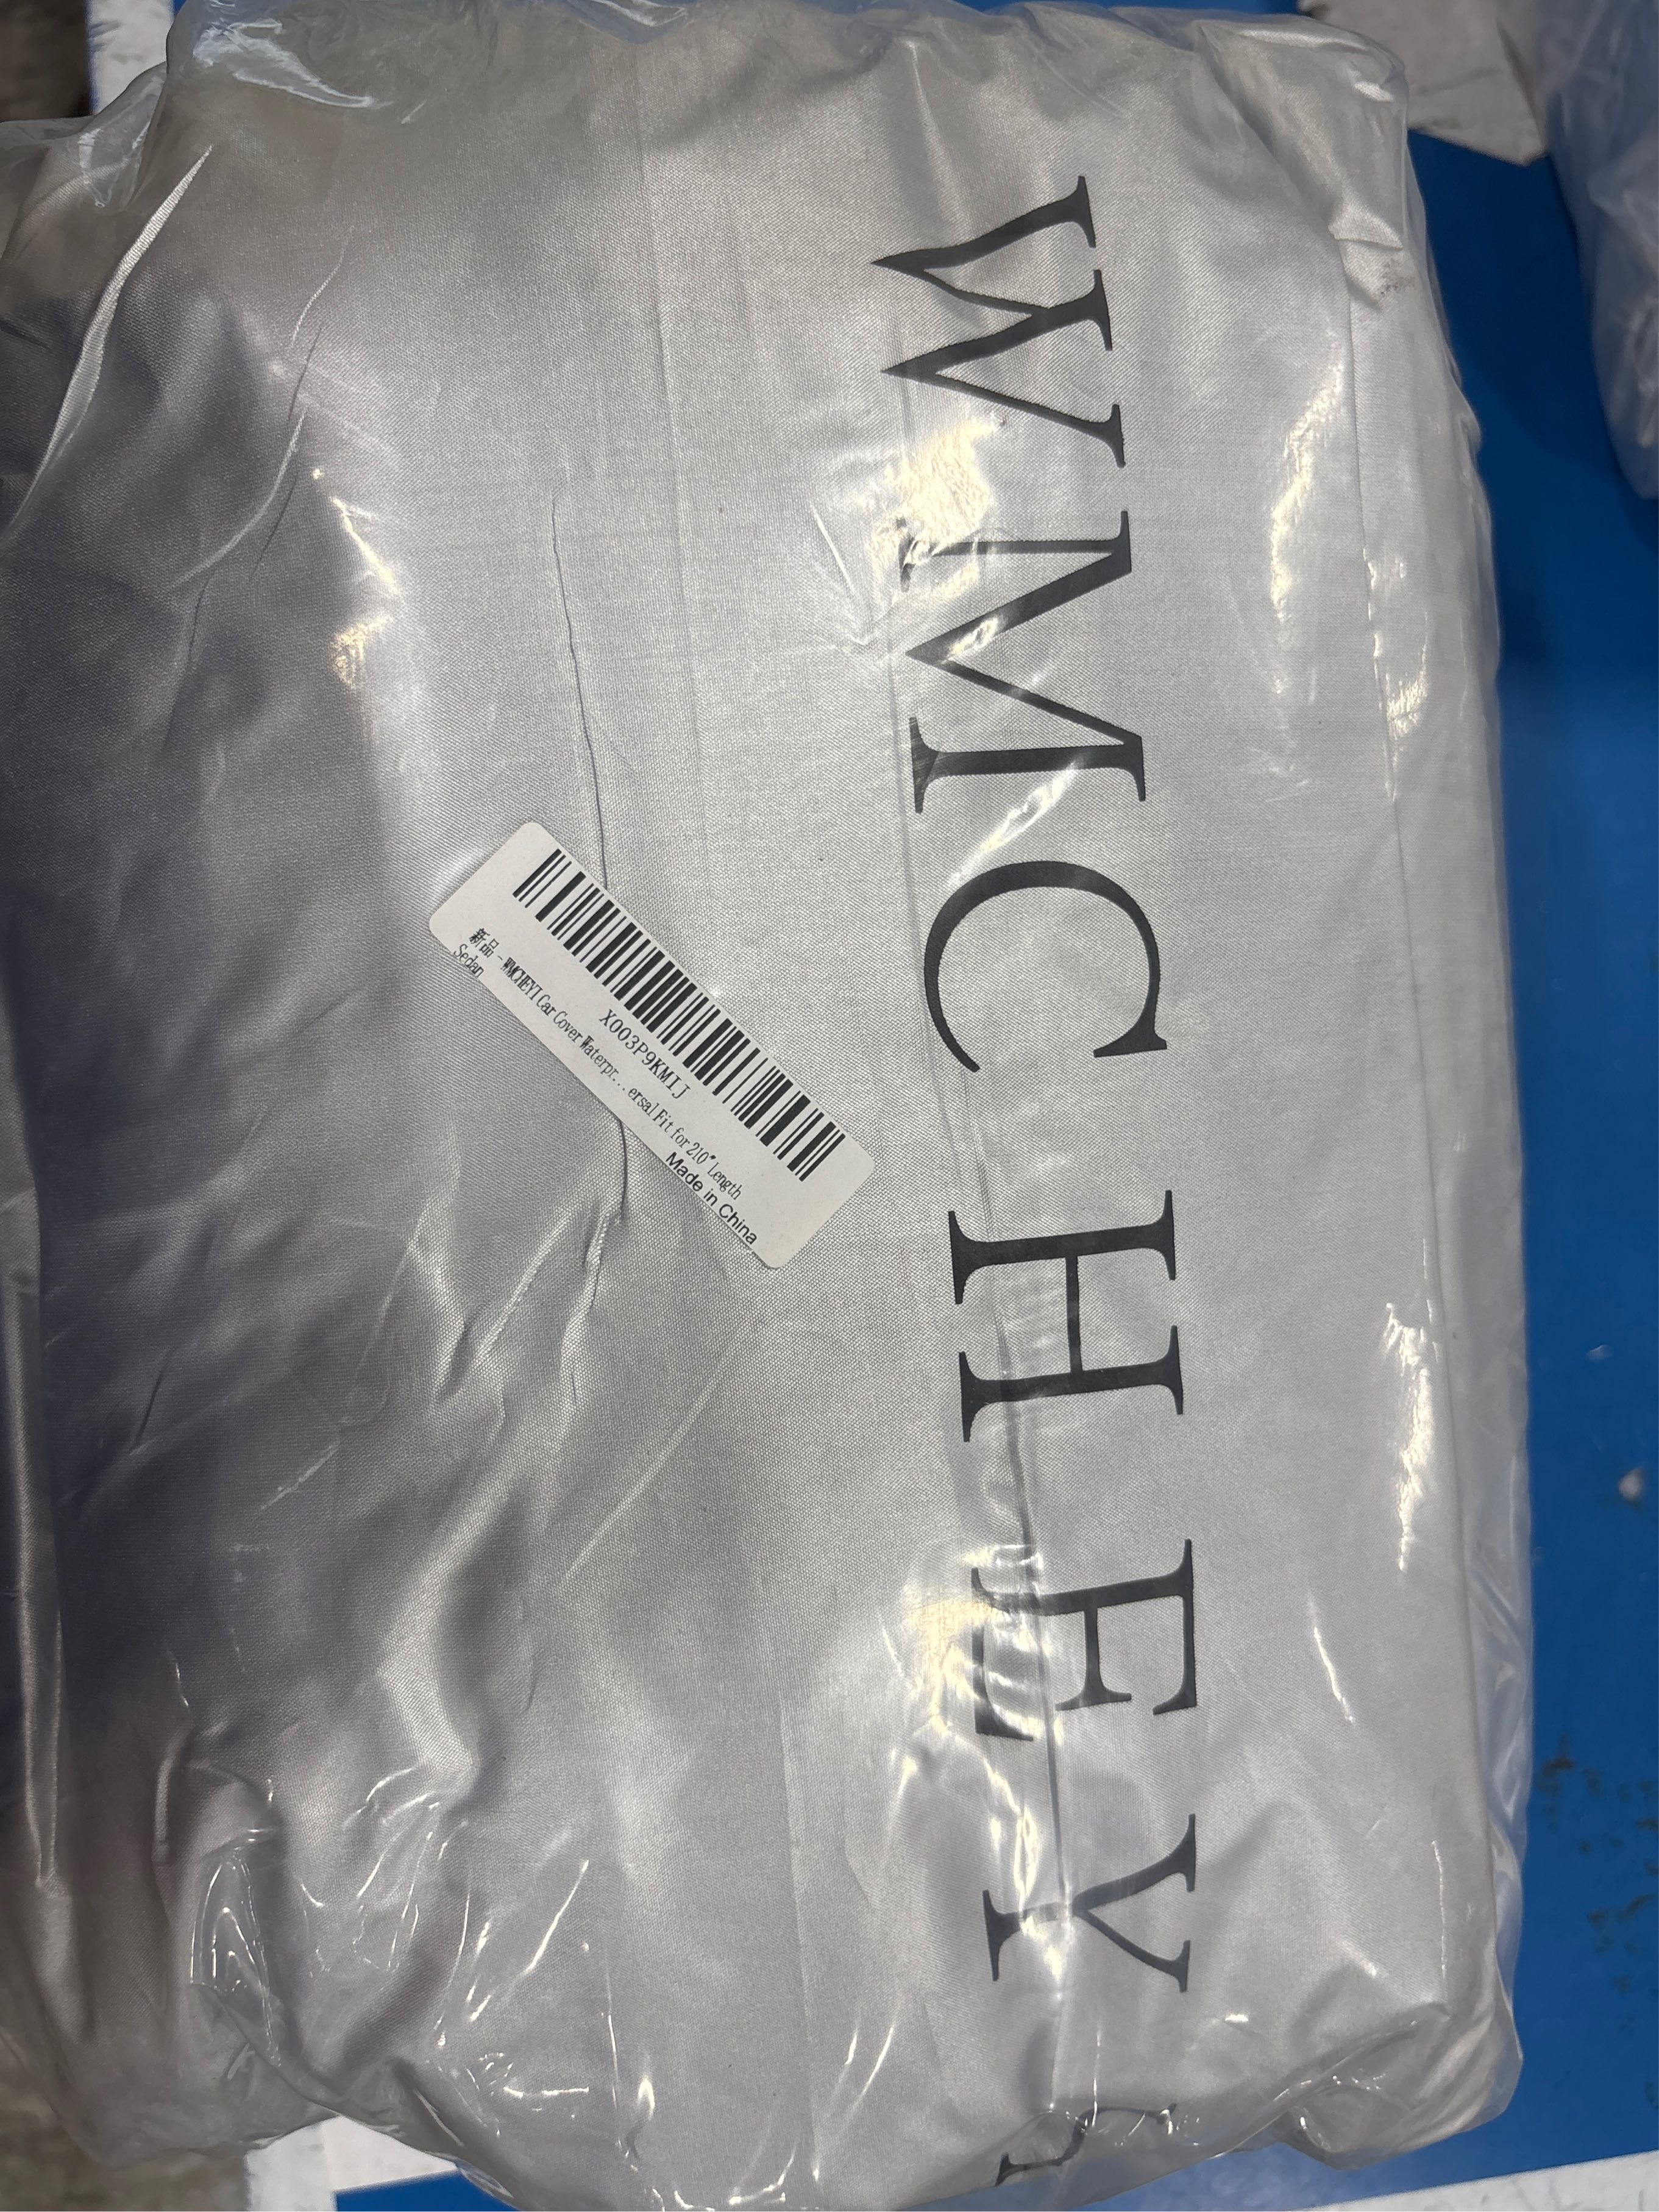 WMCHEY
X003P9KMIJ
新品 - WMCHEYI Car Cover Waterpr...ersal Fit for 210" Length
Sedan
Made in China